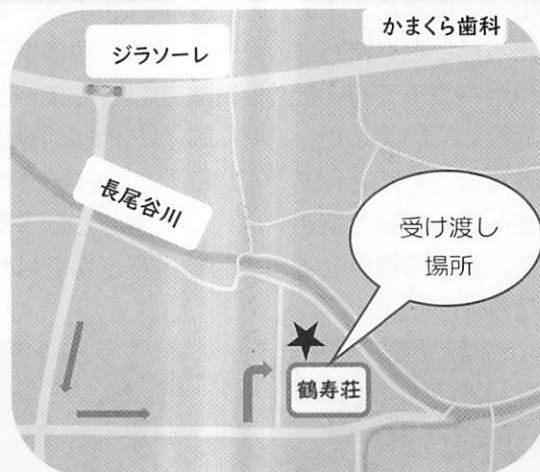 かまくら歯科
ジラソーレ
長尾谷川
受け渡し
場所
鶴寿荘